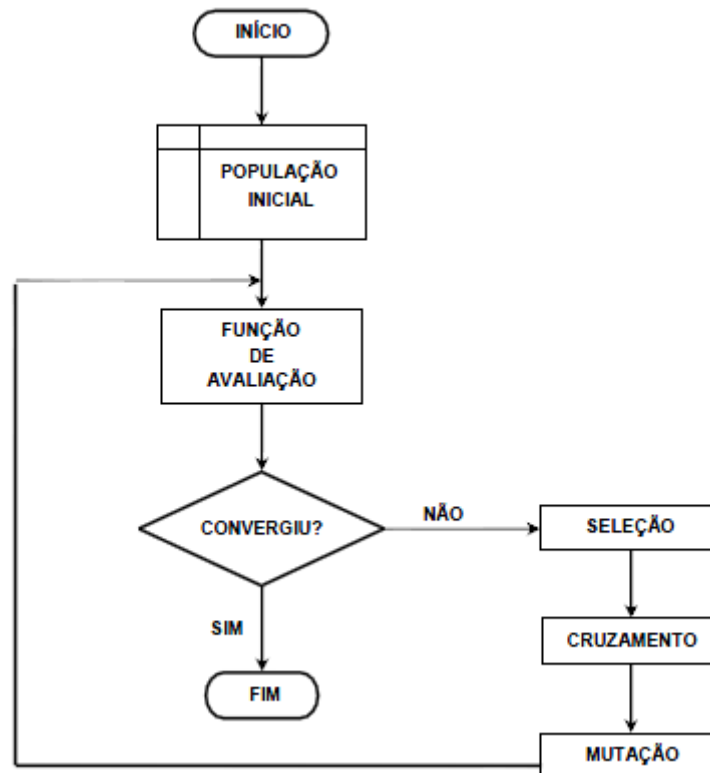 INÍCIO
POPULAÇÃO
INICIAL
FUNÇÃO
DE
AVALIAÇÃO
CONVERGIU?
NÃO
SELEÇÃO
SIM
CRUZAMENTO
FIM
MUTAÇÃO